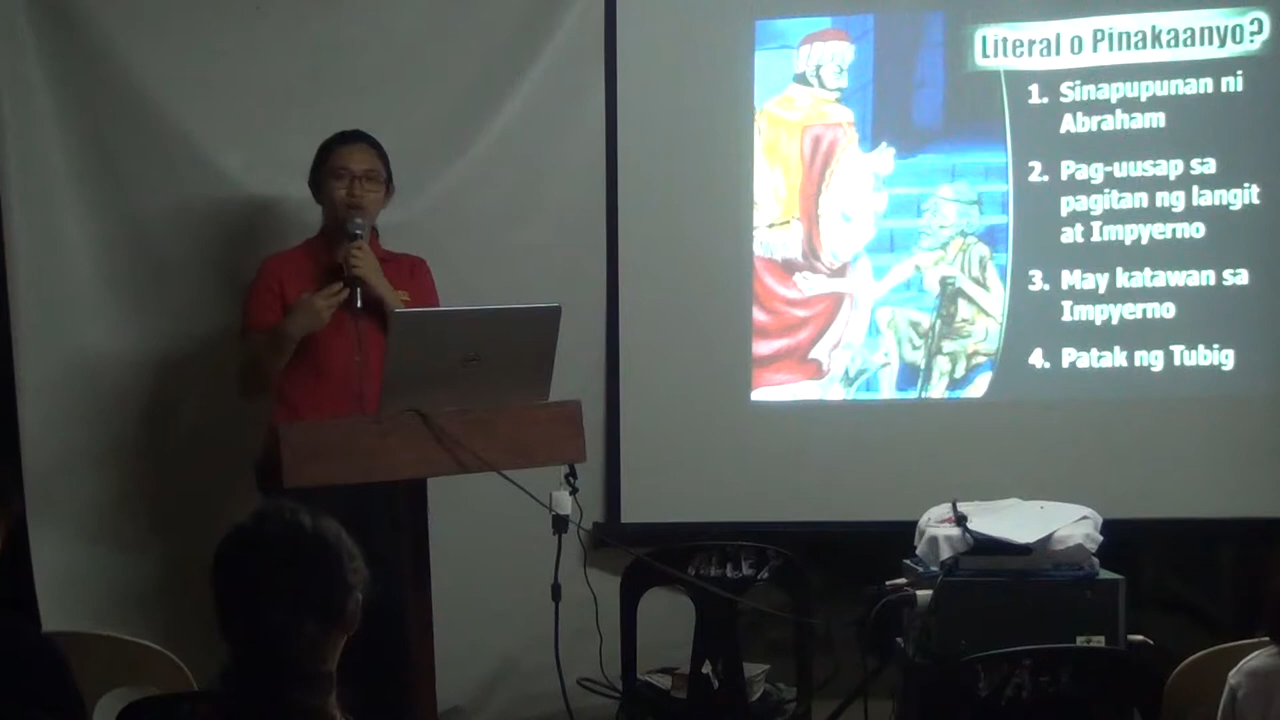 Literal o Pinakaanyo?
1. Sinapupunan ni
Abraham
2. Pag-uusap sa
pagitan ng langit
at Impyerno
3. May katawan sa
Impyerno
4. Patak ng Tubig